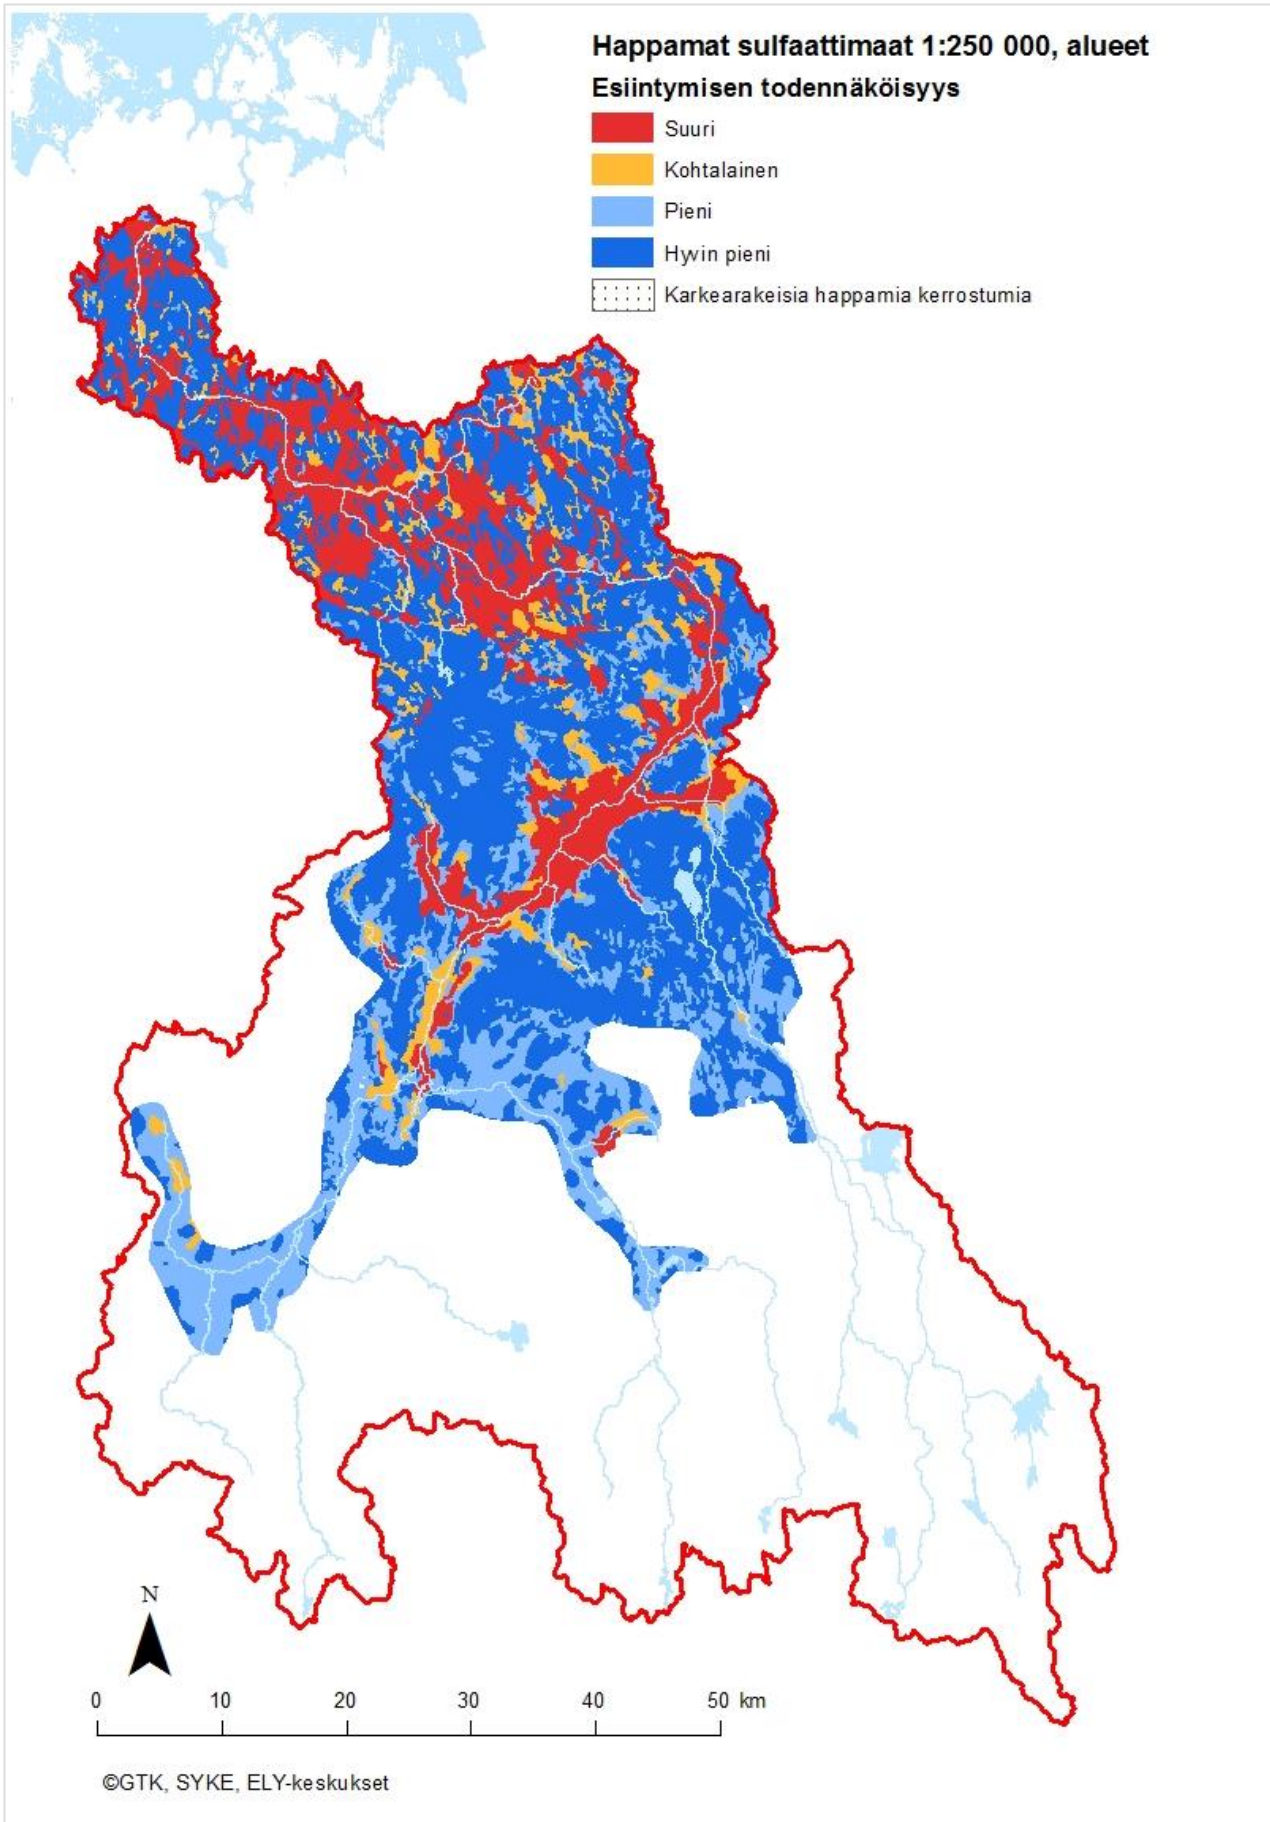 Happamat sulfaattimaat 1:250 000, alueet
Esiintymisen todennäköisyys
Suuri
Kohtalainen
Pieni
Hyvin pieni
Karkearakeisia happamia kerrostumia
N
0 10 20 30 40 50 km
©GTK, SYKE, ELY-keskukset